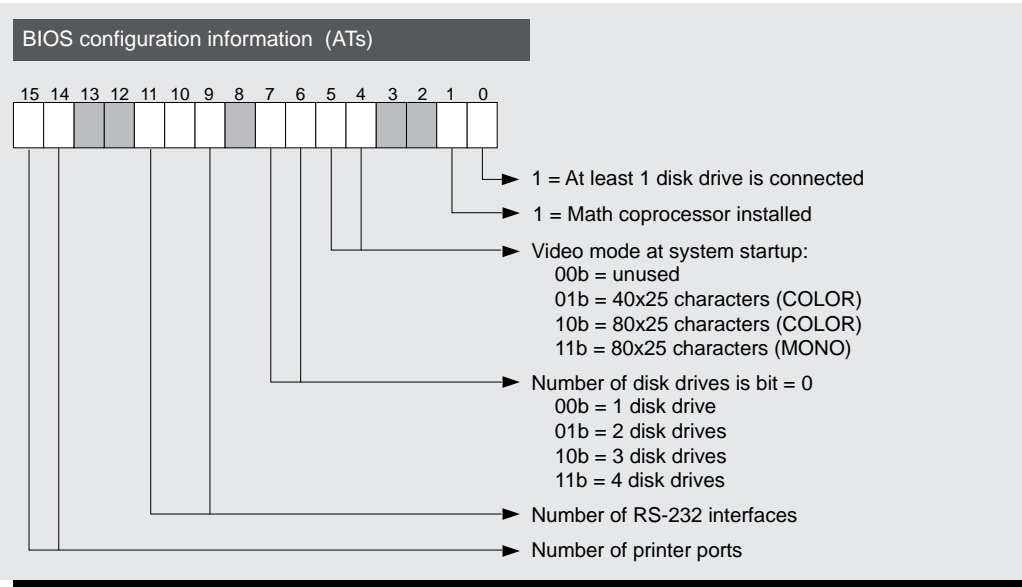 BIOS configuration information (ATs)
15 14 13 12 11 10 9 8 7 6 5 4 3 2 1 0
1 = At least 1 disk drive is connected
1 = Math coprocessor installed
Video mode at system startup:
00b = unused
01b = 40x25 characters (COLOR)
10b = 80x25 characters (COLOR)
11b = 80x25 characters (MONO)
Number of disk drives is bit = 0
00b = 1 disk drive
01b = 2 disk drives
10b = 3 disk drives
11b = 4 disk drives
Number of RS-232 interfaces
Number of printer ports